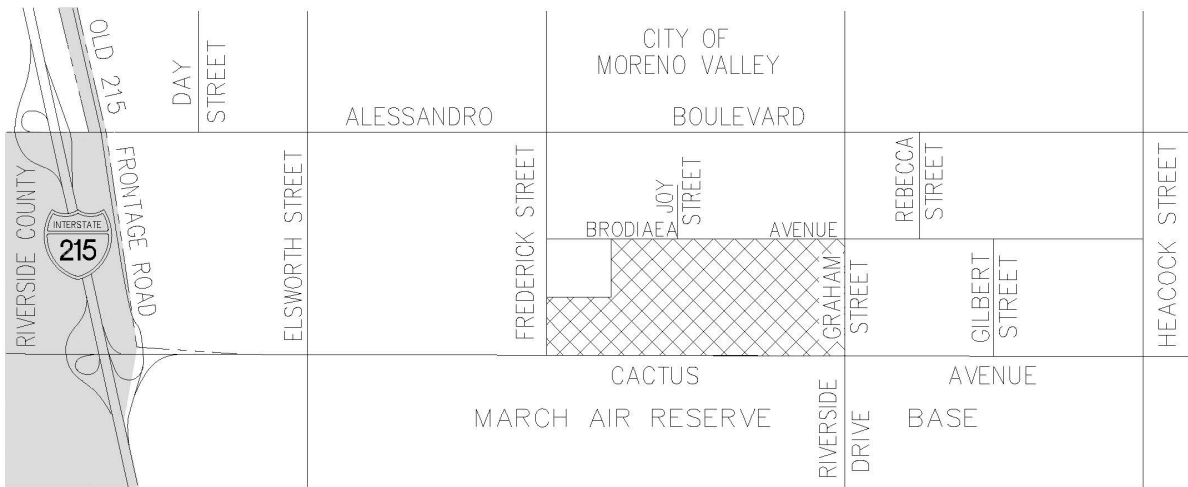 OLD 215
FRONTAGE ROAD
DAY
STREET
CITY OF
MORENO VALLEY
ALESSANDRO BOULEVARD
RIVERSIDE COUNTY
INTERSTATE
215
ELSWORTH STREET
FREDERICK STREET
JOY
STREET
BRODIAEA AVENUE
REBECCA
STREET
GRAHAM
STREET
GILBERT
STREET
HEACOCK STREET
CACTUS AVENUE
MARCH AIR RESERVE BASE
RIVERSIDE
DRIVE